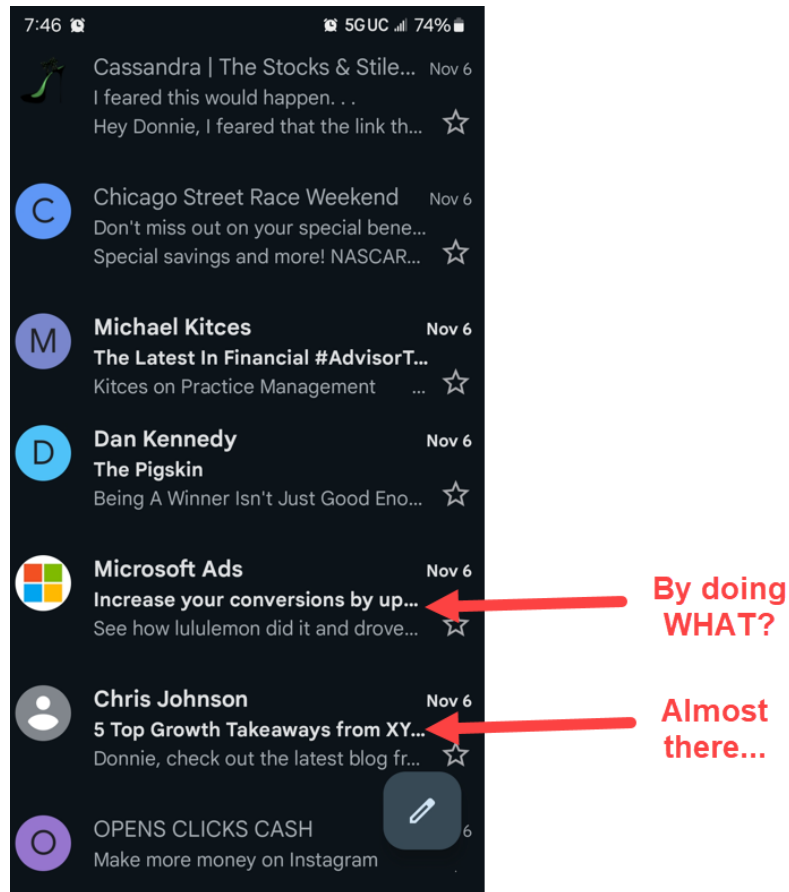 7:46 5G UC 74%
Cassandra | The Stocks & Stile... Nov 6
I feared this would happen. . .
Hey Donnie, I feared that the link th...
C
Chicago Street Race Weekend Nov 6
Don't miss out on your special bene...
Special savings and more! NASCAR...
M
Michael Kitces Nov 6
The Latest In Financial #AdvisorT...
Kitces on Practice Management ...
D
Dan Kennedy Nov 6
The Pigskin
Being A Winner Isn't Just Good Eno...
Microsoft Ads Nov 6
Increase your conversions by up...
See how lululemon did it and drove...
By doing
WHAT?
Chris Johnson Nov 6
5 Top Growth Takeaways from XY...
Donnie, check out the latest blog fr...
Almost
there...
O
OPENS CLICKS CASH 6
Make more money on Instagram